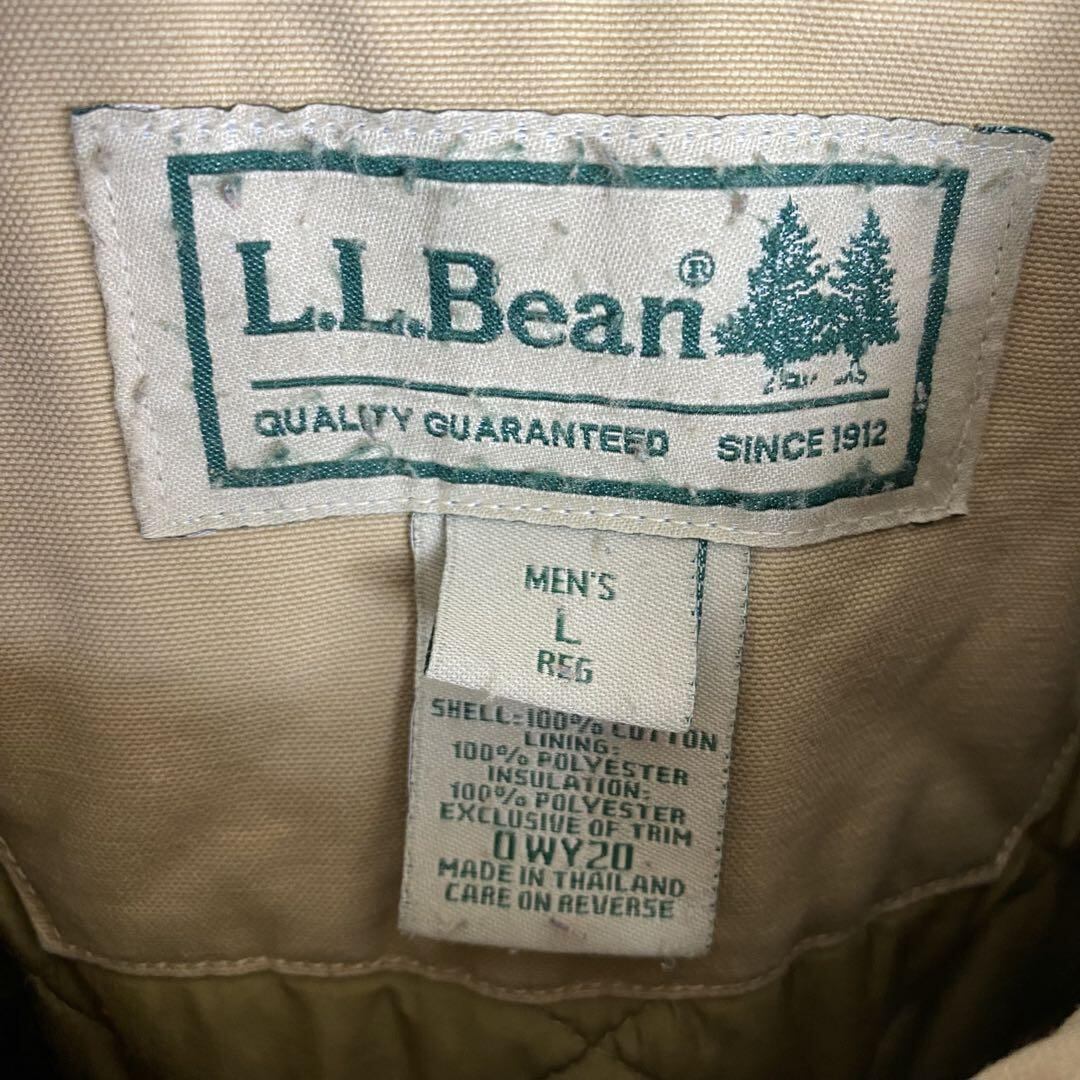 L.L.Bean®
QUALITY GUARANTEED SINCE 1912
MEN'S
L
REG
SHELL: 100% COTTON
LINING:
100% POLYESTER
INSULATION:
100% POLYESTER
EXCLUSIVE OF TRIM
0WY20
MADE IN THAILAND
CARE ON REVERSE